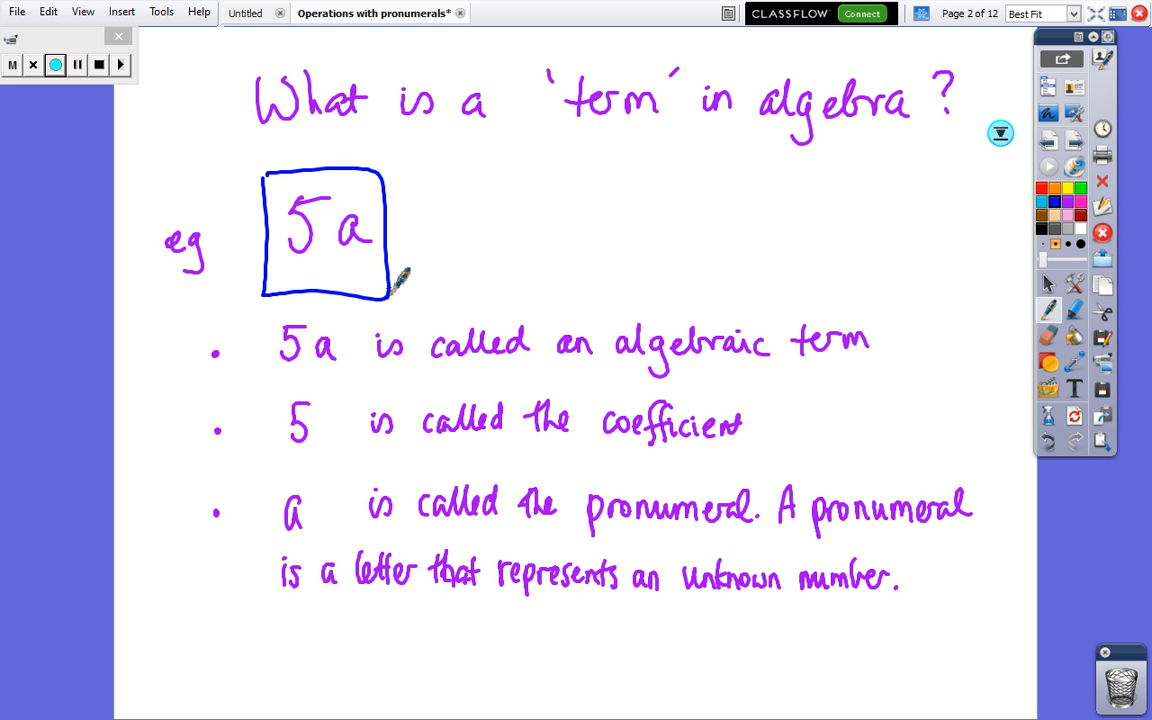 File Edit View Insert Tools Help Untitled Operations with pronumerals* CLASSFLOW Connect Page 2 of 12 Best Fit
M
What is a 'term' in algebra?
eg 5a
• 5a is called an algebraic term
• 5 is called the coefficient
• a is called the pronumeral. A pronumeral
is a letter that represents an unknown number.
T